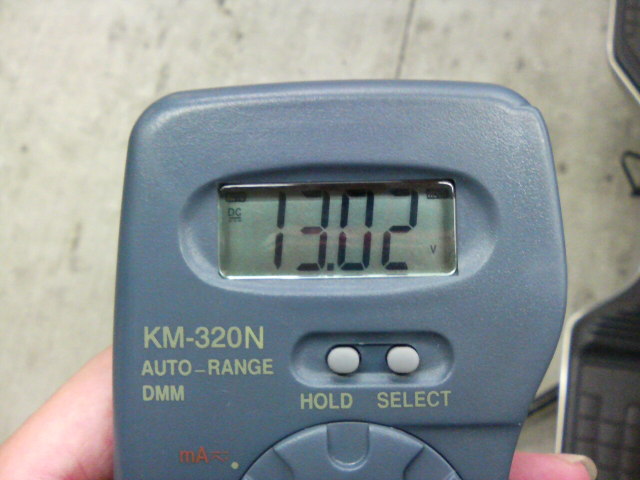 DC
13.02
V
KM-320N
AUTO-RANGE
DMM
HOLD SELECT
mA